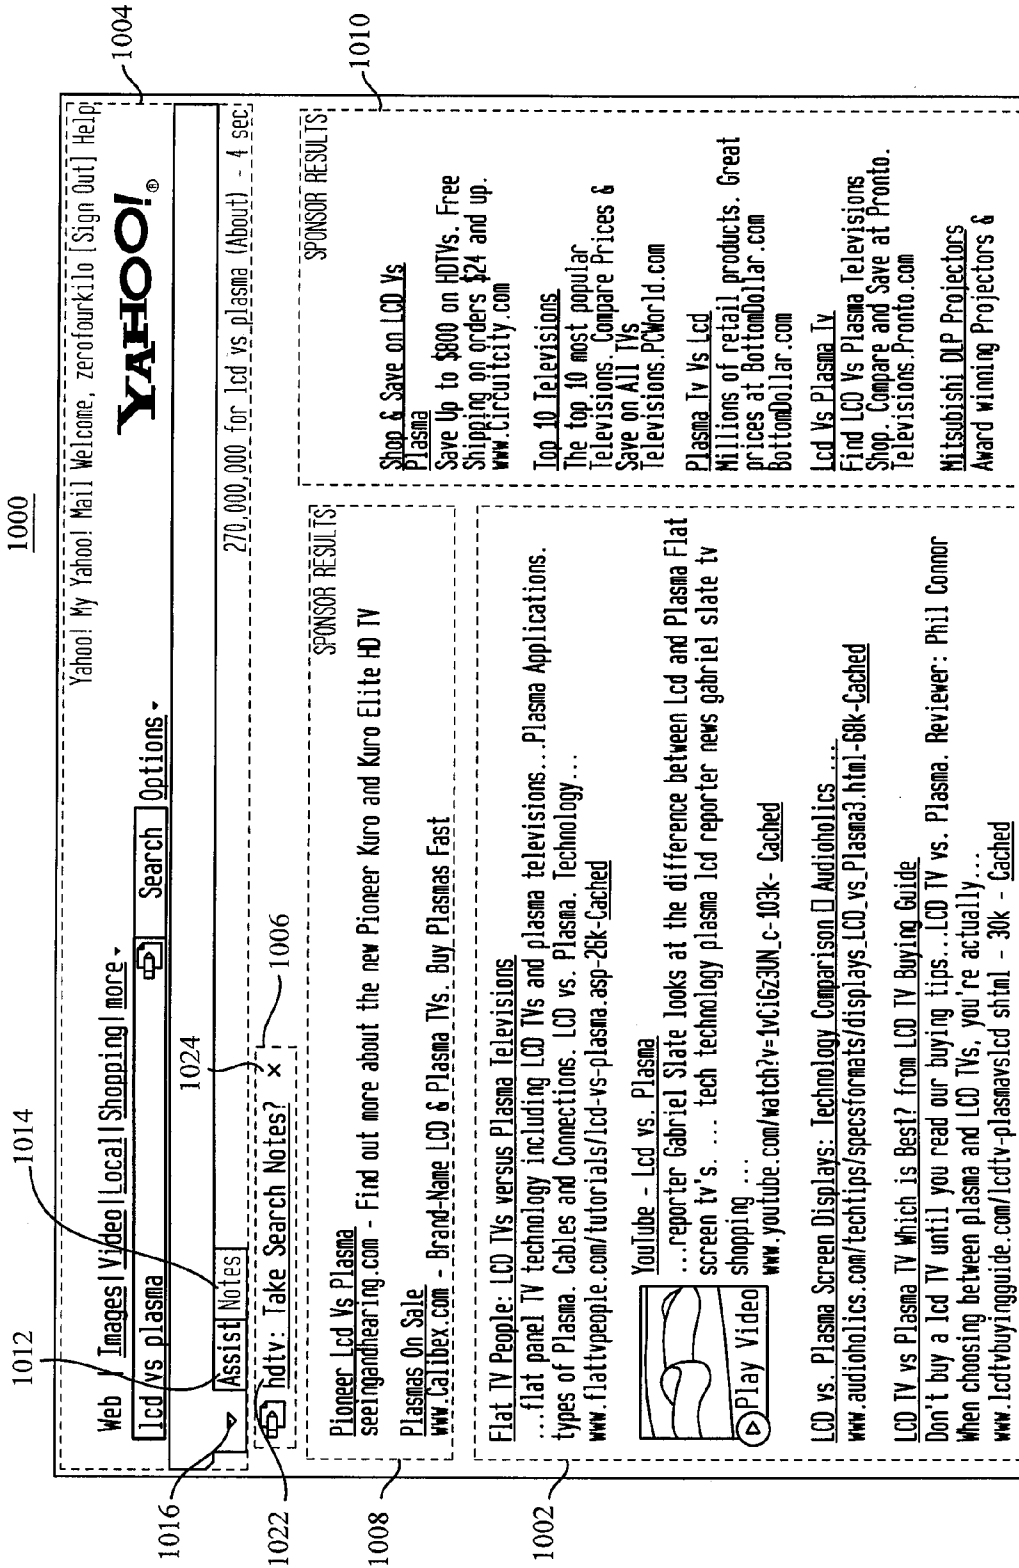 1000
1004
Yahoo! My Yahoo! Mail Welcome, zerofourkilo [Sign Out] Help
Web | Images | Video | Local | Shopping | more
lcd vs plasma
Search
Options
YAHOO!®
1012
1014
1016
Assist
Notes
270,000,000 for lcd vs plasma (About) - 4 sec
1024
1006
1022
hdtv: Take Search Notes? ×
1008
SPONSOR RESULTS
Pioneer Lcd Vs Plasma
seeingandhearing.com - Find out more about the new Pioneer Kuro and Kuro Elite HD TV
Plasmas On Sale
www.Calibex.com - Brand-Name LCD & Plasma TVs. Buy Plasmas Fast
1002
Flat TV People: LCD TVs versus Plasma Televisions
...flat panel TV technology including LCD TVs and plasma televisions...Plasma Applications.
types of Plasma. Cables and Connections. LCD vs. Plasma. Technology...
www.flattvpeople.com/tutorials/lcd-vs-plasma.asp-26k-Cached
Play Video
YouTube - Lcd vs. Plasma
...reporter Gabriel Slate looks at the difference between Lcd and Plasma Flat
screen tv's. ... tech technology plasma lcd reporter news gabriel slate tv
shopping ...
www.youtube.com/watch?v=1vCiGz3UN_c-103k- Cached
LCD vs. Plasma Screen Displays: Technology Comparison □ Audioholics ...
www.audioholics.com/techtips/specsformats/displays_LCD_vs_Plasma3.html-68k-Cached
LCD TV vs Plasma TV Which is Best? from LCD TV Buying Guide
Don't buy a lcd TV until you read our buying tips...LCD TV vs. Plasma. Reviewer: Phil Connor
When choosing between plasma and LCD TVs, you're actually...
www.lcdtvbuyingguide.com/lcdtv-plasmavslcd shtml - 30k - Cached
1010
SPONSOR RESULTS
Shop & Save on LCD Vs
Plasma
Save Up to $800 on HDTVs. Free
Shipping on orders $24 and up.
www.Circuitcity.com
Top 10 Televisions
The top 10 most popular
Televisions. Compare Prices &
Save on All TVs
Televisions.PCWorld.com
Plasma Tv Vs Lcd
Millions of retail products. Great
prices at BottomDollar.com
BottomDollar.com
Lcd Vs Plasma Tv
Find LCD Vs Plasma Televisions
Shop. Compare and Save at Pronto.
Televisions.Pronto.com
Mitsubishi DLP Projectors
Award winning Projectors &